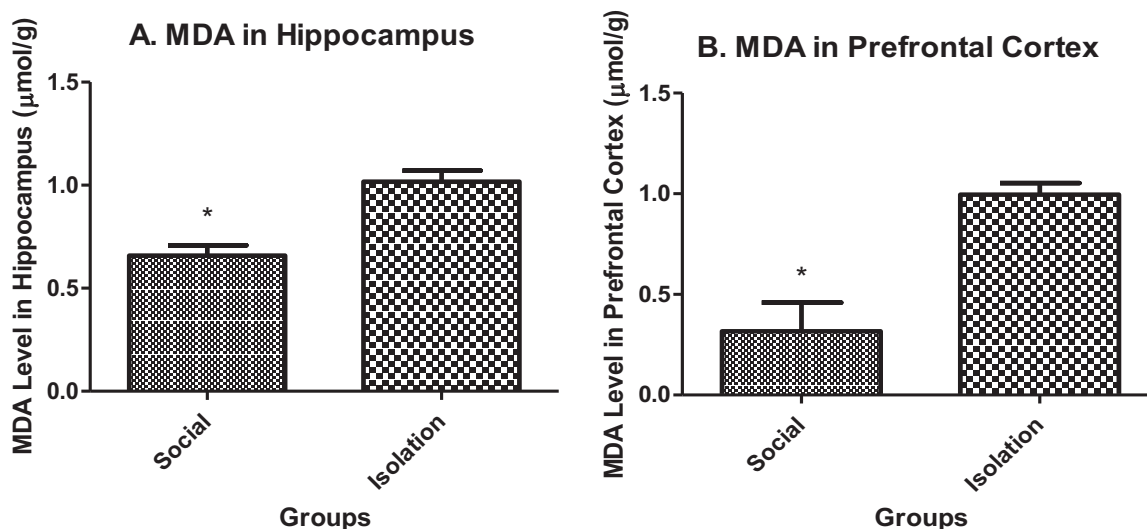 A. MDA in Hippocampus
MDA Level in Hippocampus (μmol/g)
1.5
1.0
0.5
0.0
*
Social
Isolation
Groups
B. MDA in Prefrontal Cortex
MDA Level in Prefrontal Cortex (μmol/g)
1.5
1.0
0.5
0.0
*
Social
Isolation
Groups